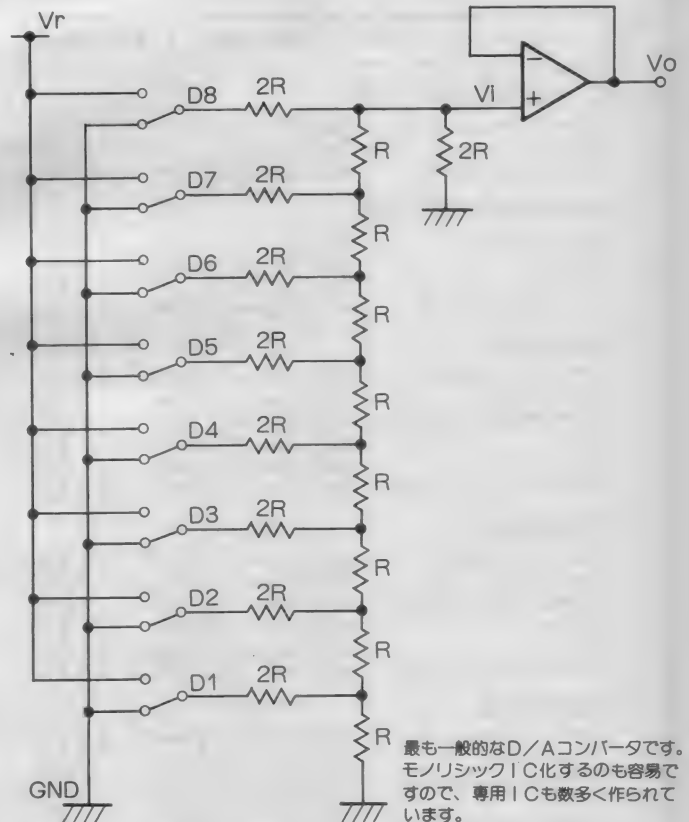 Vr
Vo
D8
2R
Vi
−
+
R
2R
D7
2R
R
D6
2R
R
D5
2R
R
D4
2R
R
D3
2R
R
D2
2R
R
D1
2R
R
GND
最も一般的なD/Aコンバータです。
モノリシックIC化するのも容易で
すので、専用ICも数多く作られて
います。